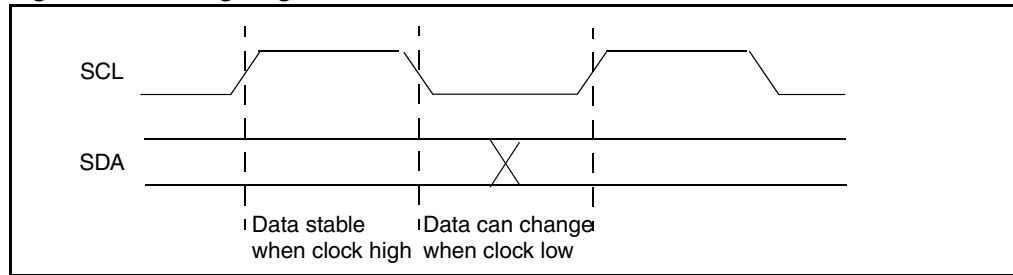 SCL
SDA
Data stable
when clock high
Data can change
when clock low